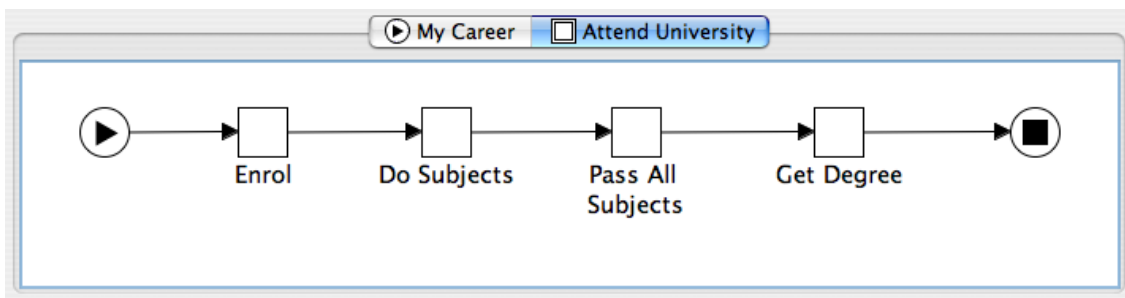 My Career
Attend University
Enrol
Do Subjects
Pass All
Subjects
Get Degree